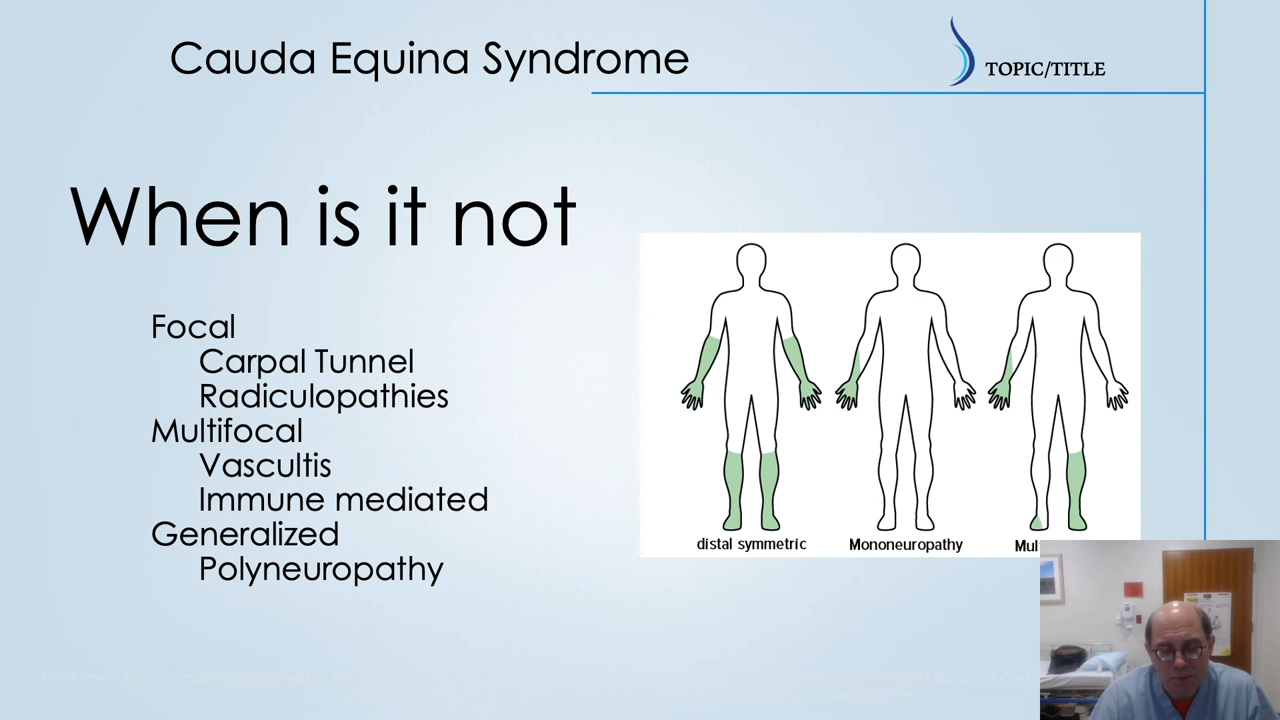 Cauda Equina Syndrome
TOPIC/TITLE
When is it not
Focal
Carpal Tunnel
Radiculopathies
Multifocal
Vascultis
Immune mediated
Generalized
Polyneuropathy
distal symmetric
Mononeuropathy